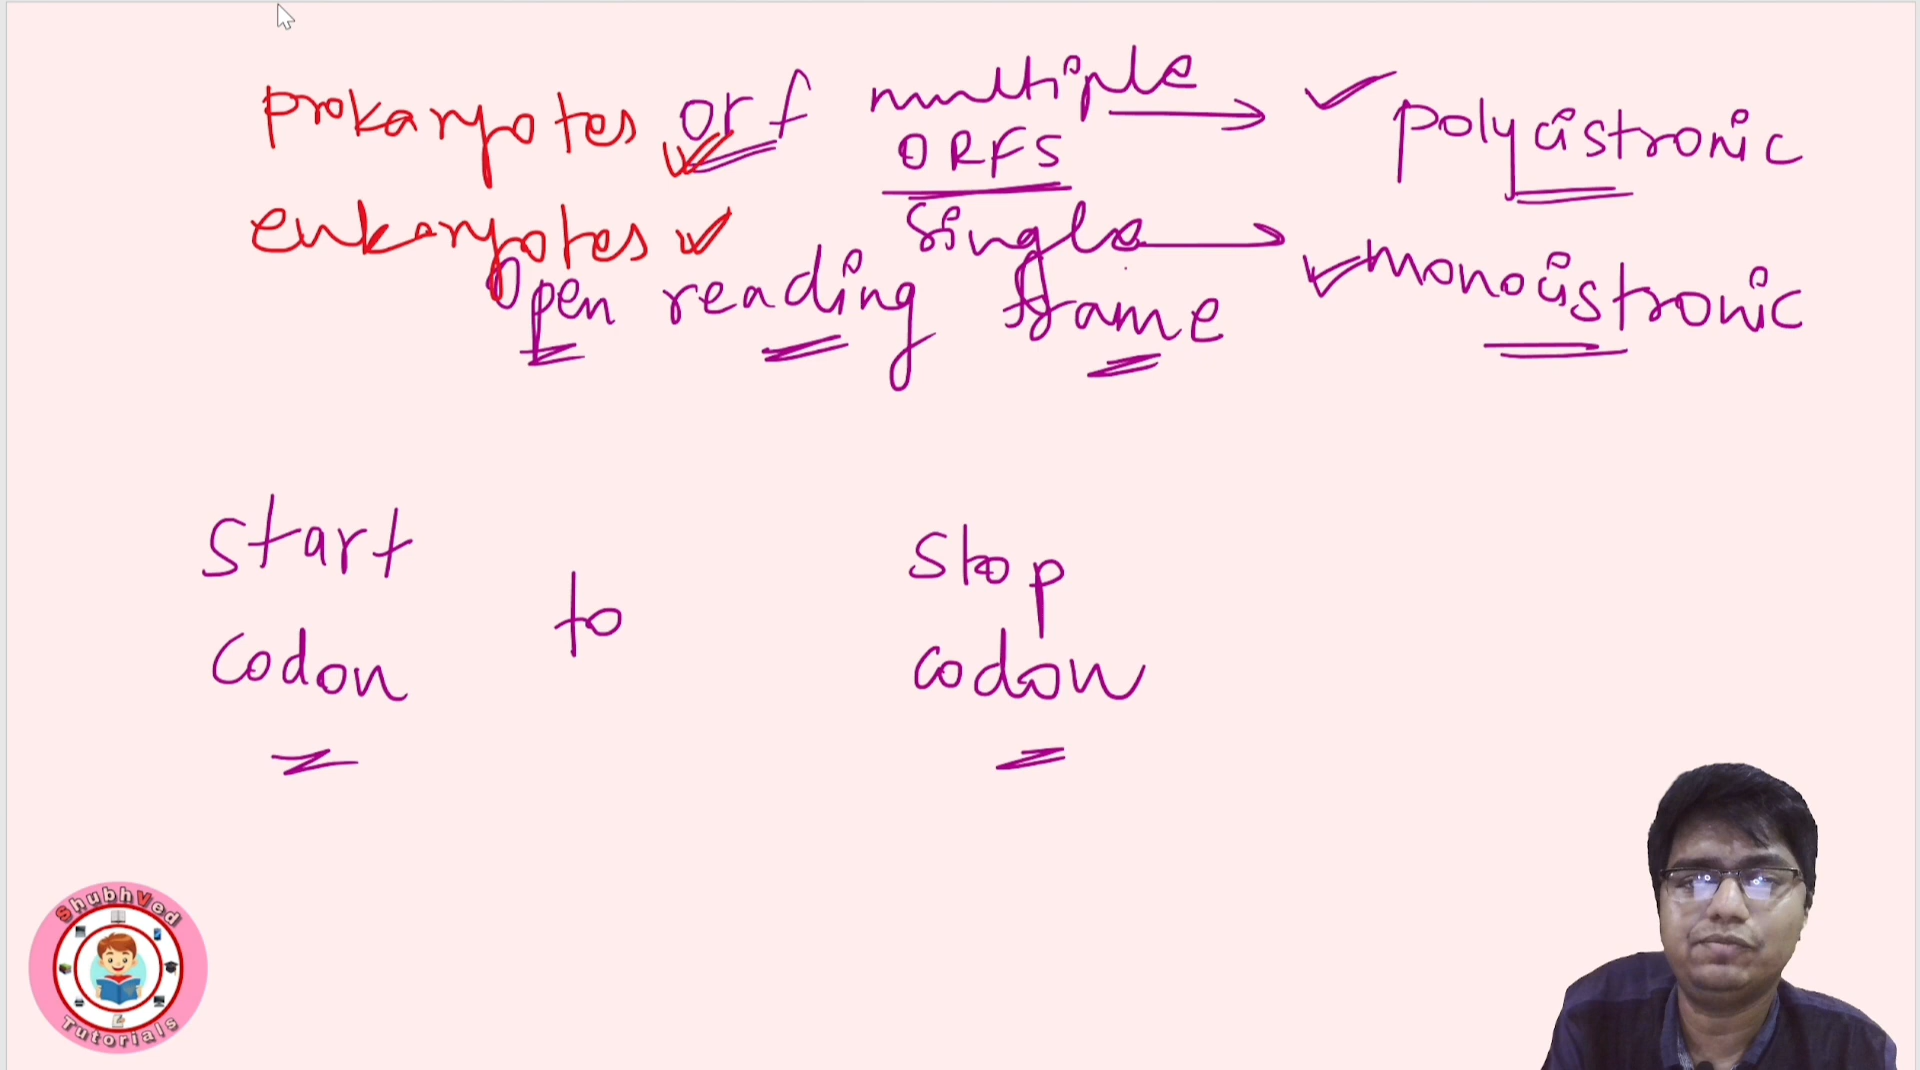 prokaryotes orf multiple → polycistronic
ORFS
eukaryotes single → monocistronic
Open reading frame
start stop
codon to codon
ShubhVed
Tutorials